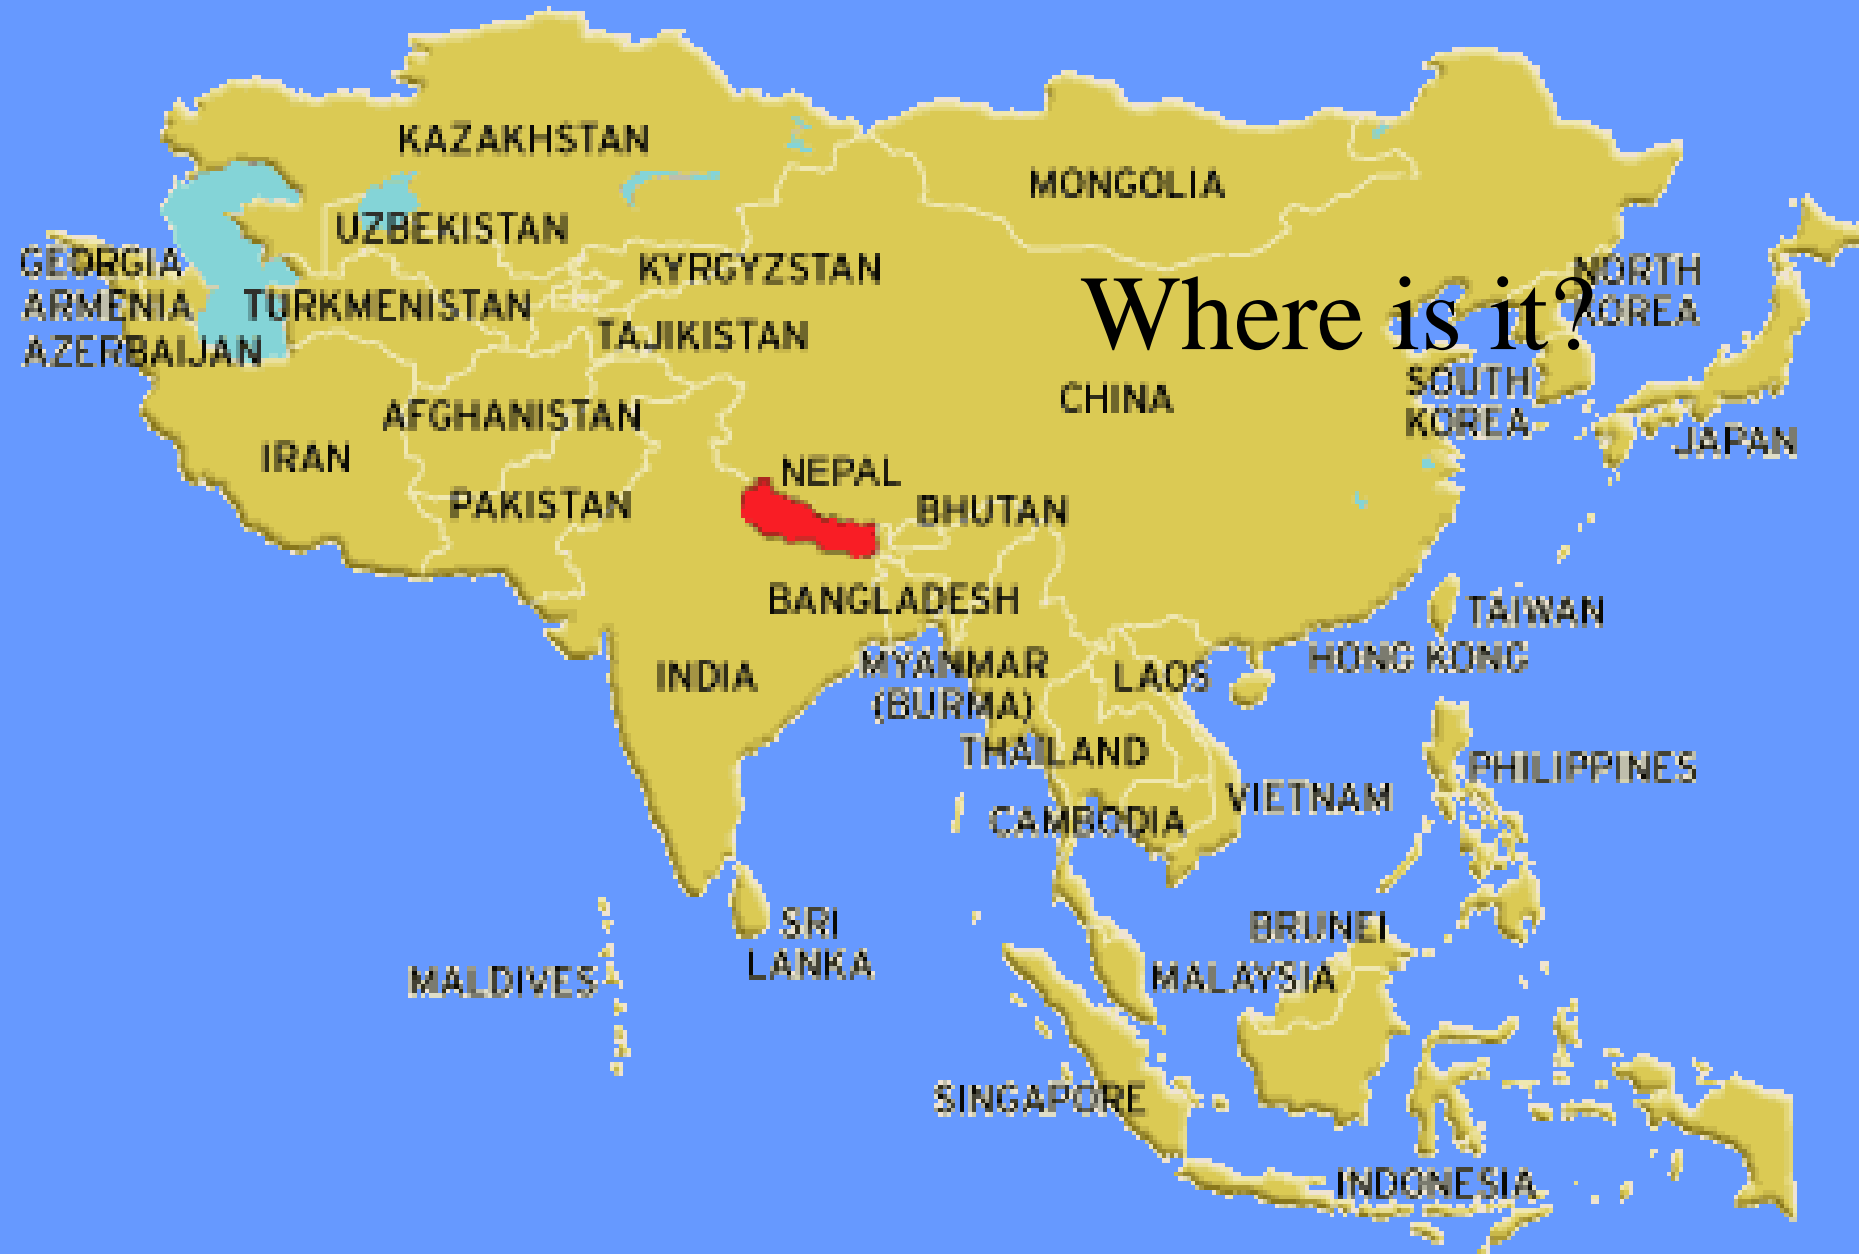 KAZAKHSTAN
MONGOLIA
UZBEKISTAN
GEORGIA
KYRGYZSTAN
NORTH
KOREA
ARMENIA
TURKMENISTAN
Where is it?
TAJIKISTAN
AZERBAIJAN
SOUTH
KOREA
CHINA
AFGHANISTAN
JAPAN
IRAN
NEPAL
PAKISTAN
BHUTAN
BANGLADESH
TAIWAN
HONG KONG
INDIA
MYANMAR
(BURMA)
LAOS
THAILAND
PHILIPPINES
VIETNAM
CAMBODIA
SRI
LANKA
BRUNEI
MALDIVES
MALAYSIA
SINGAPORE
INDONESIA